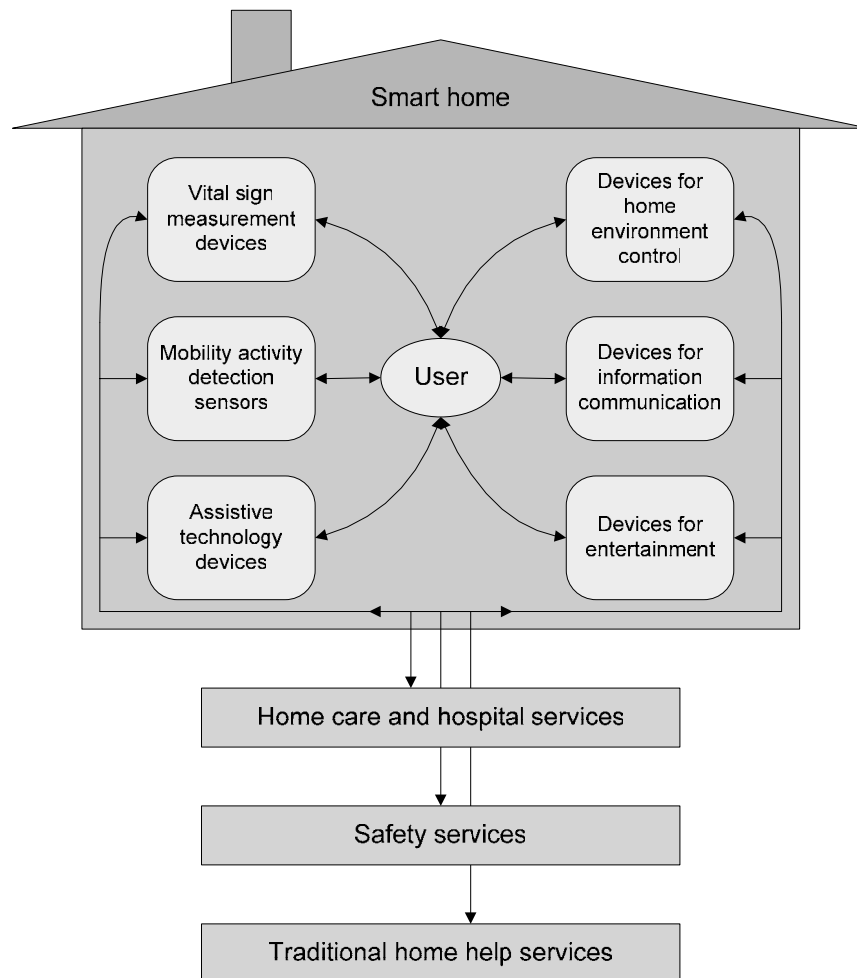 Smart home
Vital sign
measurement
devices
Devices for
home
environment
control
Mobility activity
detection
sensors
User
Devices for
information
communication
Assistive
technology
devices
Devices for
entertainment
Home care and hospital services
Safety services
Traditional home help services